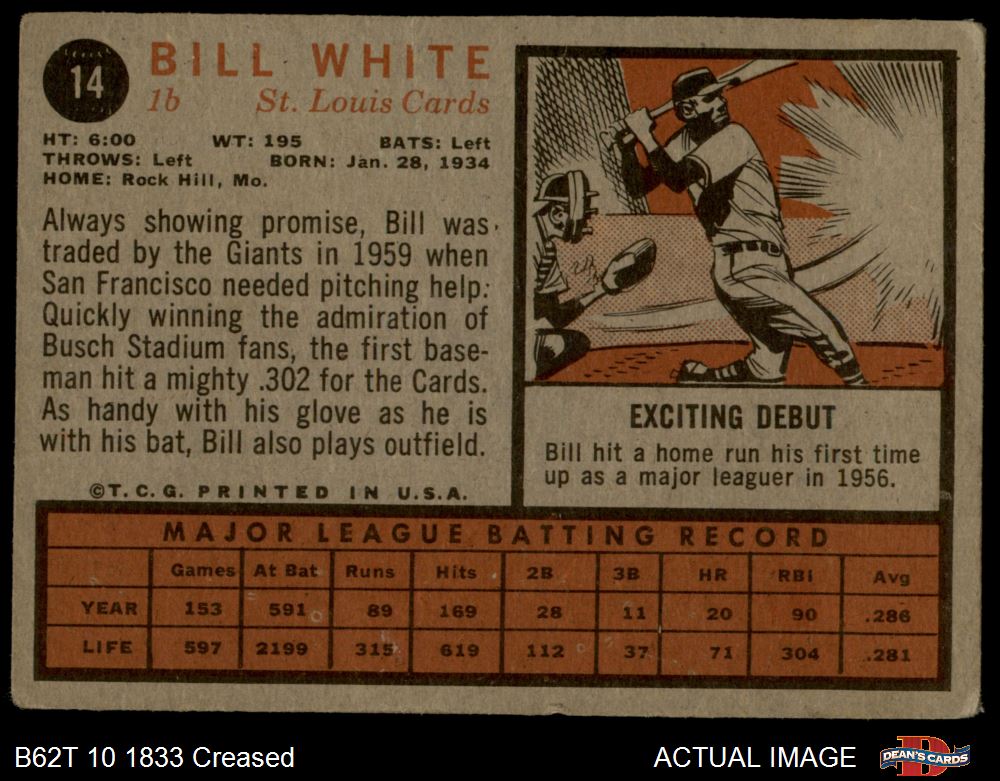 14
BILL WHITE
1b St. Louis Cards
HT: 6:00 WT: 195 BATS: Left
THROWS: Left BORN: Jan. 28, 1934
HOME: Rock Hill, Mo.
Always showing promise, Bill was
traded by the Giants in 1959 when
San Francisco needed pitching help.
Quickly winning the admiration of
Busch Stadium fans, the first base-
man hit a mighty .302 for the Cards.
As handy with his glove as he is
with his bat, Bill also plays outfield.
©T.C.G. PRINTED IN U.S.A.
EXCITING DEBUT
Bill hit a home run his first time
up as a major leaguer in 1956.
MAJOR LEAGUE BATTING RECORD
Games At Bat Runs Hits 2B 3B HR RBI Avg
YEAR 153 591 89 169 28 11 20 90 .286
LIFE 597 2199 315 619 112 37 71 304 .281
B62T 10 1833 Creased ACTUAL IMAGE DEAN'S CARDS